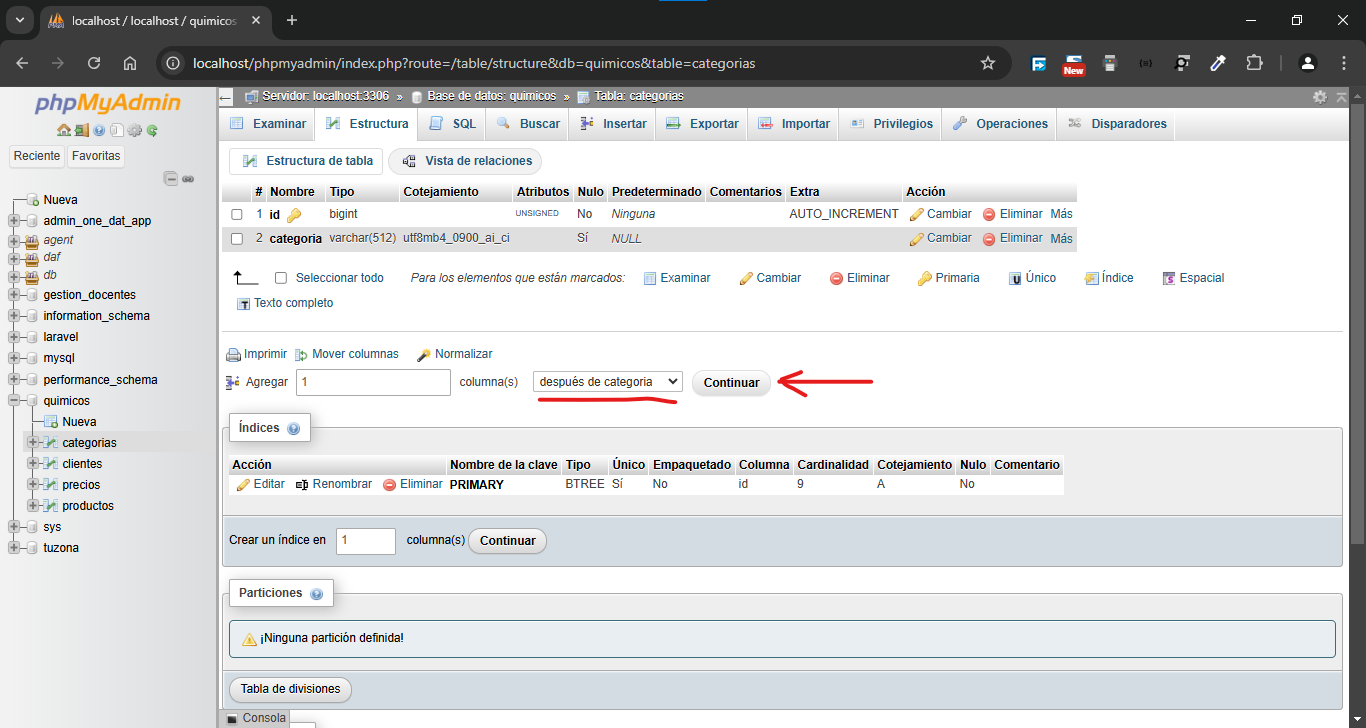 localhost / localhost / quimicos
localhost/phpmyadmin/index.php?route=/table/structure&db=quimicos&table=categorias
New
phpMyAdmin
Reciente Favoritas
Nueva
admin_one_dat_app
agent
daf
db
gestion_docentes
information_schema
laravel
mysql
performance_schema
quimicos
Nueva
categorias
clientes
precios
productos
sys
tuzona
Servidor: localhost:3306 » Base de datos: quimicos » Tabla: categorias
Examinar Estructura SQL Buscar Insertar Exportar Importar Privilegios Operaciones Disparadores
Estructura de tabla Vista de relaciones
# Nombre Tipo Cotejamiento Atributos Nulo Predeterminado Comentarios Extra Acción
1 id bigint UNSIGNED No Ninguna AUTO_INCREMENT Cambiar Eliminar Más
2 categoria varchar(512) utf8mb4_0900_ai_ci Sí NULL Cambiar Eliminar Más
Seleccionar todo Para los elementos que están marcados: Examinar Cambiar Eliminar Primaria Único Índice Espacial
Texto completo
Imprimir Mover columnas Normalizar
Agregar 1 columna(s) después de categoria Continuar
Índices
Acción Nombre de la clave Tipo Único Empaquetado Columna Cardinalidad Cotejamiento Nulo Comentario
Editar Renombrar Eliminar PRIMARY BTREE Sí No id 9 A No
Crear un índice en 1 columna(s) Continuar
Particiones
¡Ninguna partición definida!
Tabla de divisiones
Consola